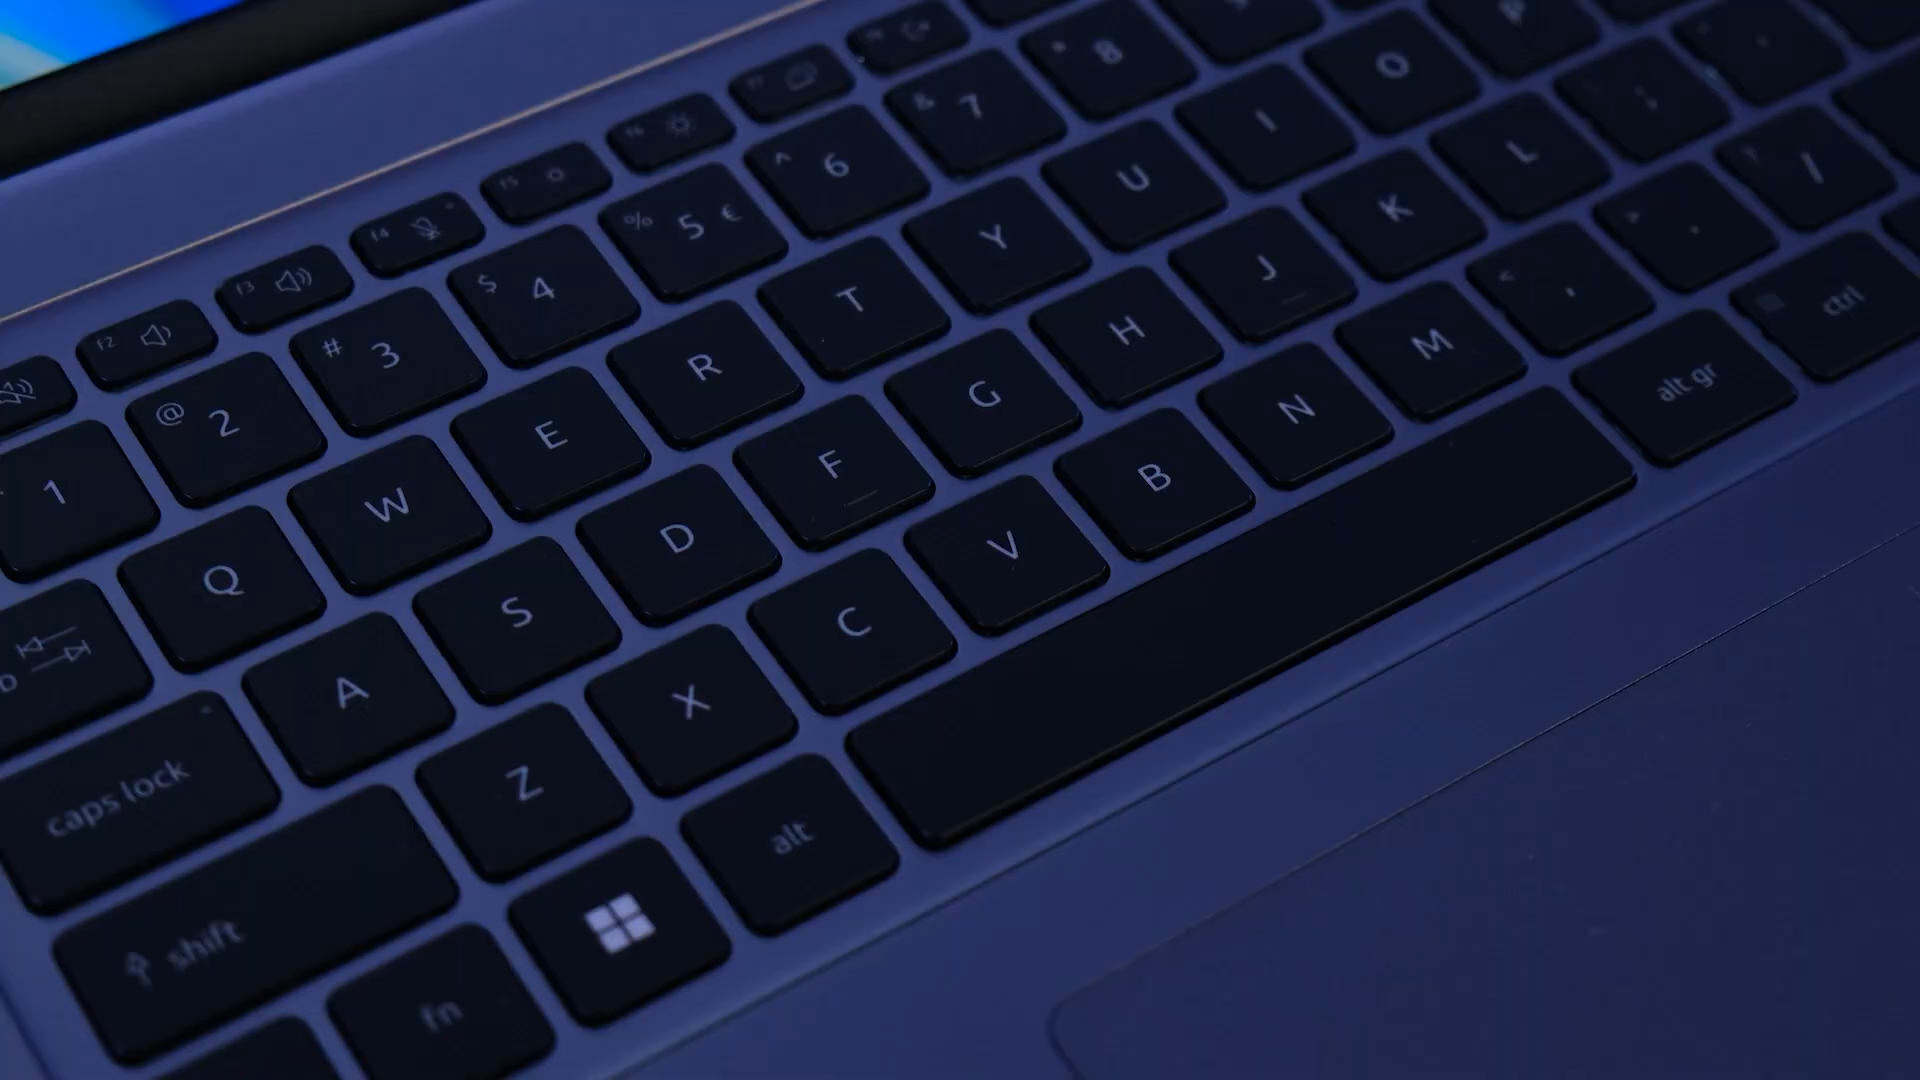 f2 f3 f4 f5 f6 f7
1 @ 2 # 3 $ 4 % 5 € ^ 6 & 7 * 8
Q W E R T Y U I O P
caps lock A S D F G H J K L ;
shift Z X C V B N M < , > . ? /
fn alt alt gr ctrl